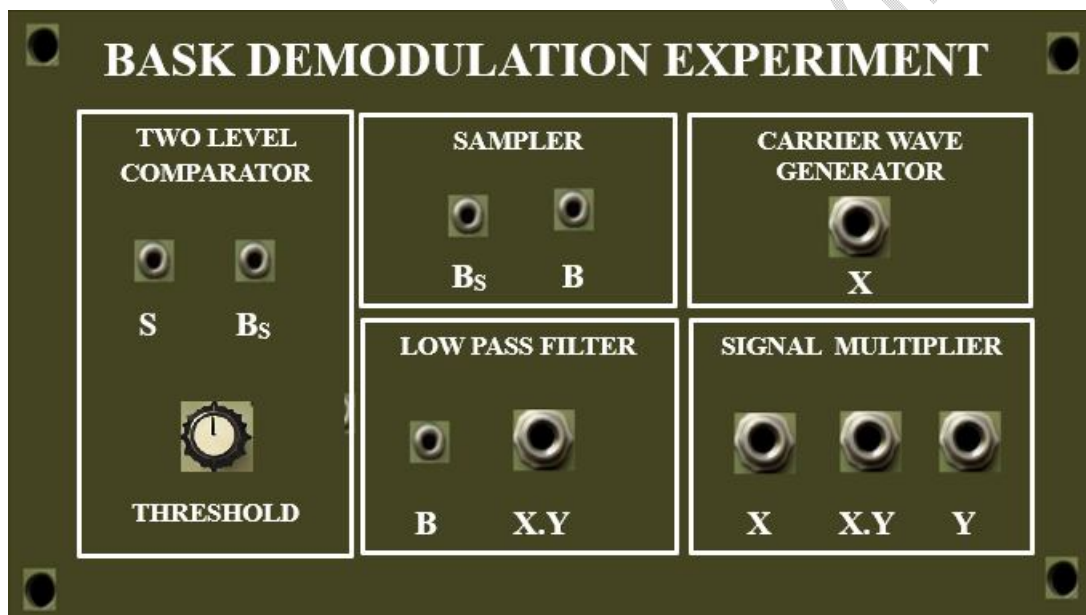 BASK DEMODULATION EXPERIMENT
TWO LEVEL
COMPARATOR
S BS
THRESHOLD
SAMPLER
BS B
CARRIER WAVE
GENERATOR
X
LOW PASS FILTER
B X.Y
SIGNAL MULTIPLIER
X X.Y Y